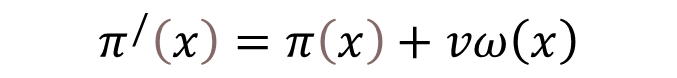 π′(x) = π(x) + νω(x)